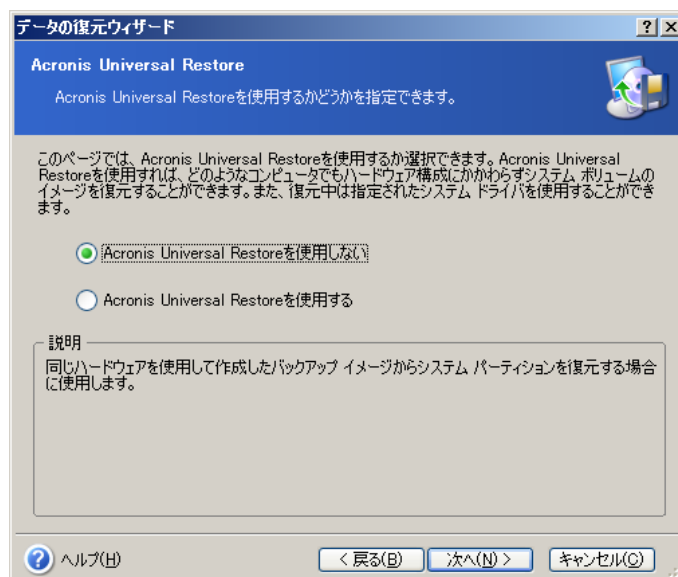 データの復元ウィザード
Acronis Universal Restore
Acronis Universal Restoreを使用するかどうかを指定できます。
このページでは、Acronis Universal Restoreを使用するか選択できます。Acronis Universal
Restoreを使用すれば、どのようなコンピュータでもハードウェア構成にかかわらずシステム ボリュームの
イメージを復元することができます。また、復元中は指定されたシステム ドライバを使用することができ
ます。
Acronis Universal Restoreを使用しない
Acronis Universal Restoreを使用する
説明
同じハードウェアを使用して作成したバックアップ イメージからシステム パーティションを復元する場合
に使用します。
ヘルプ(H) < 戻る(B) 次へ(N) > キャンセル(C)